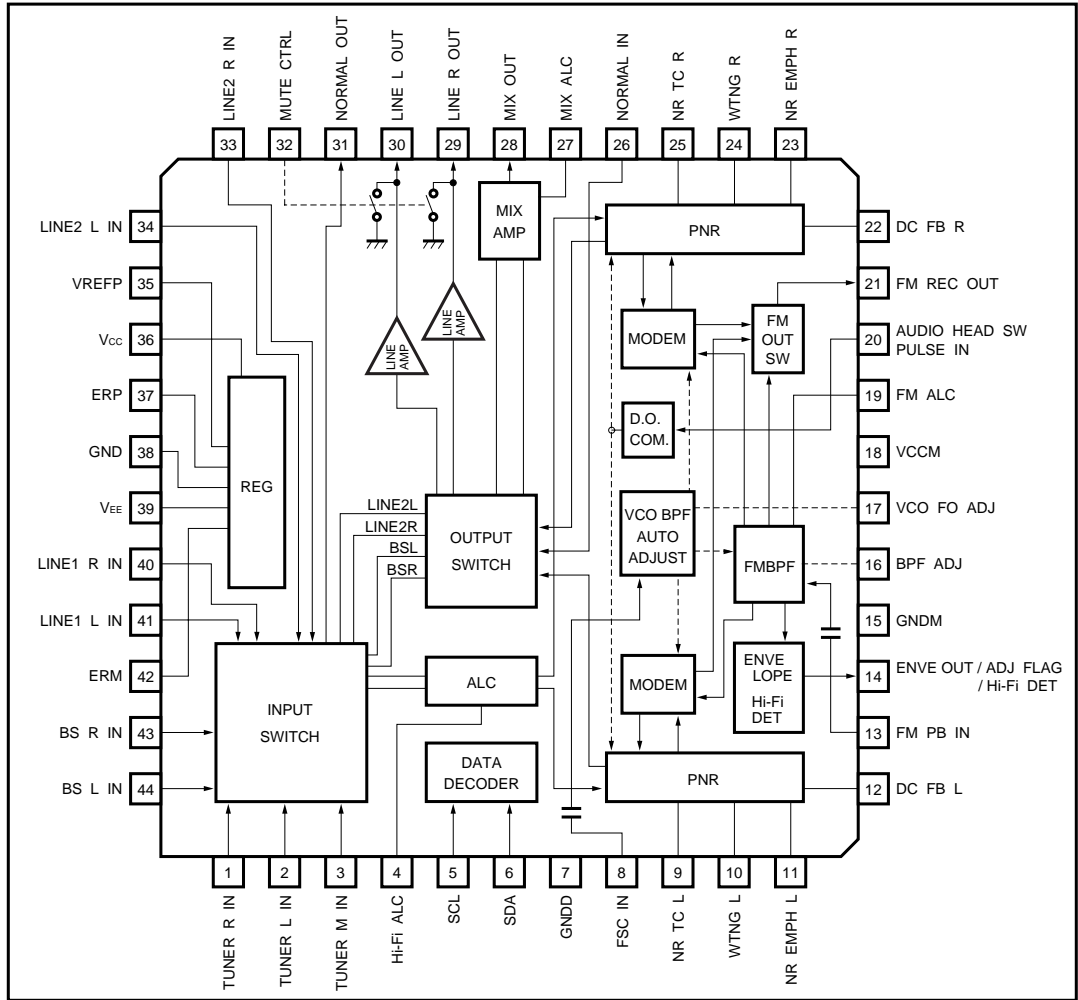 LINE2 R IN
MUTE CTRL
NORMAL OUT
LINE L OUT
LINE R OUT
MIX OUT
MIX ALC
NORMAL IN
NR TC R
WTNG R
NR EMPH R
33
32
31
30
29
28
27
26
25
24
23
LINE2 L IN
34
VREFP
35
Vcc
36
ERP
37
GND
38
VEE
39
LINE1 R IN
40
LINE1 L IN
41
ERM
42
BS R IN
43
BS L IN
44
REG
MIX
AMP
LINE
AMP
LINE
AMP
PNR
MODEM
FM
OUT
SW
D.O.
COM.
LINE2L
LINE2R
BSL
BSR
OUTPUT
SWITCH
VCO BPF
AUTO
ADJUST
FMBPF
INPUT
SWITCH
ALC
MODEM
ENVE
LOPE
Hi-Fi
DET
DATA
DECODER
PNR
22
DC FB R
21
FM REC OUT
20
AUDIO HEAD SW
PULSE IN
19
FM ALC
18
VCCM
17
VCO FO ADJ
16
BPF ADJ
15
GNDM
14
ENVE OUT / ADJ FLAG
/ Hi-Fi DET
13
FM PB IN
12
DC FB L
1
2
3
4
5
6
7
8
9
10
11
TUNER R IN
TUNER L IN
TUNER M IN
Hi-Fi ALC
SCL
SDA
GNDD
FSC IN
NR TC L
WTNG L
NR EMPH L